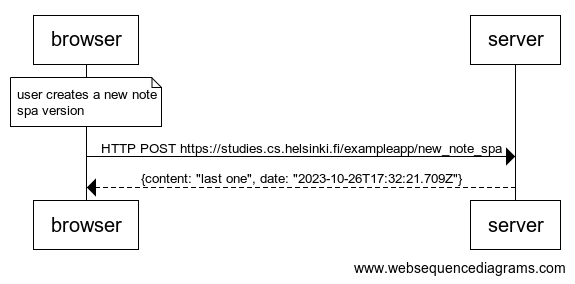 browser
server
user creates a new note
spa version
HTTP POST https://studies.cs.helsinki.fi/exampleapp/new_note_spa
{content: "last one", date: "2023-10-26T17:32:21.709Z"}
browser
server
www.websequencediagrams.com